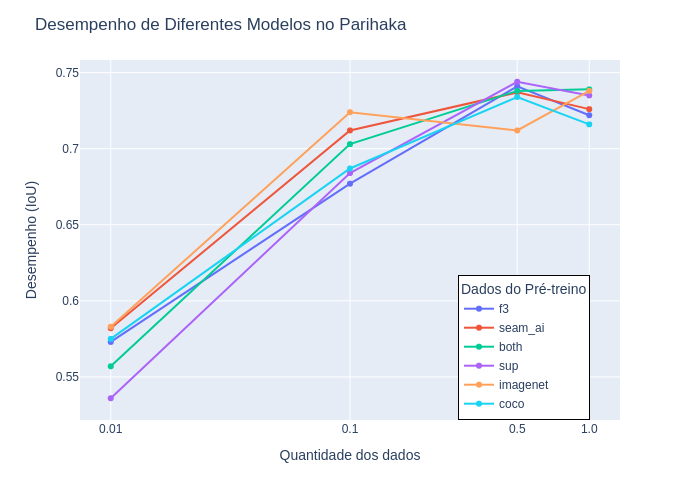 Desempenho de Diferentes Modelos no Parihaka
Desempenho (IoU)
0.75
0.7
0.65
0.6
0.55
0.01
0.1
0.5
1.0
Quantidade dos dados
Dados do Pré-treino
f3
seam_ai
both
sup
imagenet
coco